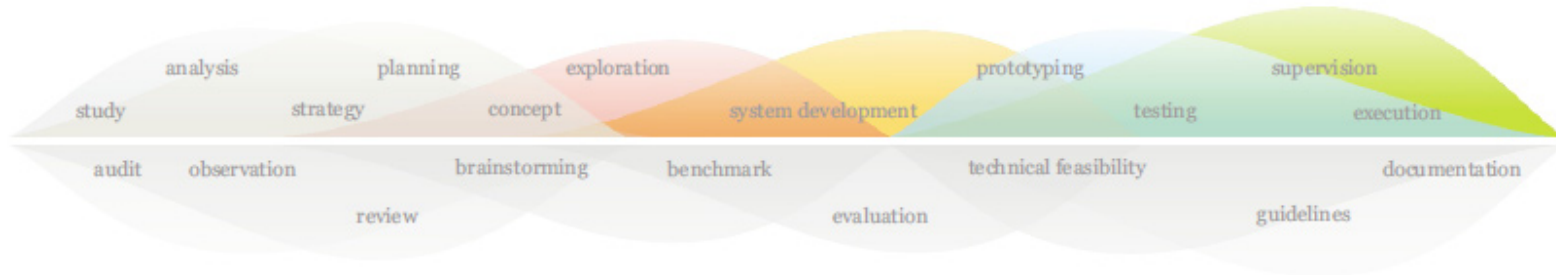 analysis planning exploration prototyping supervision
study strategy concept system development testing execution
audit observation brainstorming benchmark technical feasibility documentation
review evaluation guidelines